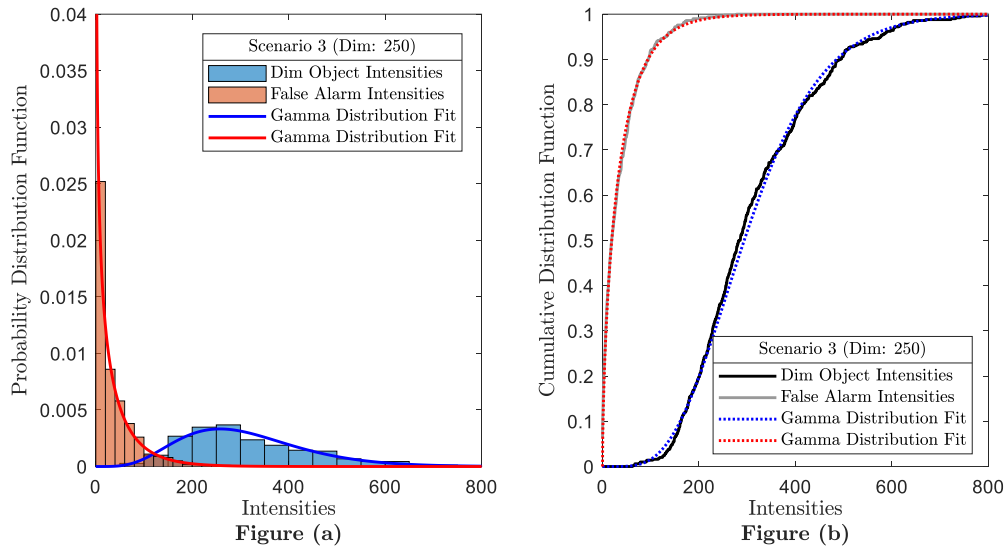 0.04
0.035
0.03
0.025
0.02
0.015
0.01
0.005
0
Probability Distribution Function
Scenario 3 (Dim: 250)
Dim Object Intensities
False Alarm Intensities
Gamma Distribution Fit
Gamma Distribution Fit
0 200 400 600 800
Intensities
Figure (a)
1
0.9
0.8
0.7
0.6
0.5
0.4
0.3
0.2
0.1
0
Cumulative Distribution Function
Scenario 3 (Dim: 250)
Dim Object Intensities
False Alarm Intensities
Gamma Distribution Fit
Gamma Distribution Fit
0 200 400 600 800
Intensities
Figure (b)